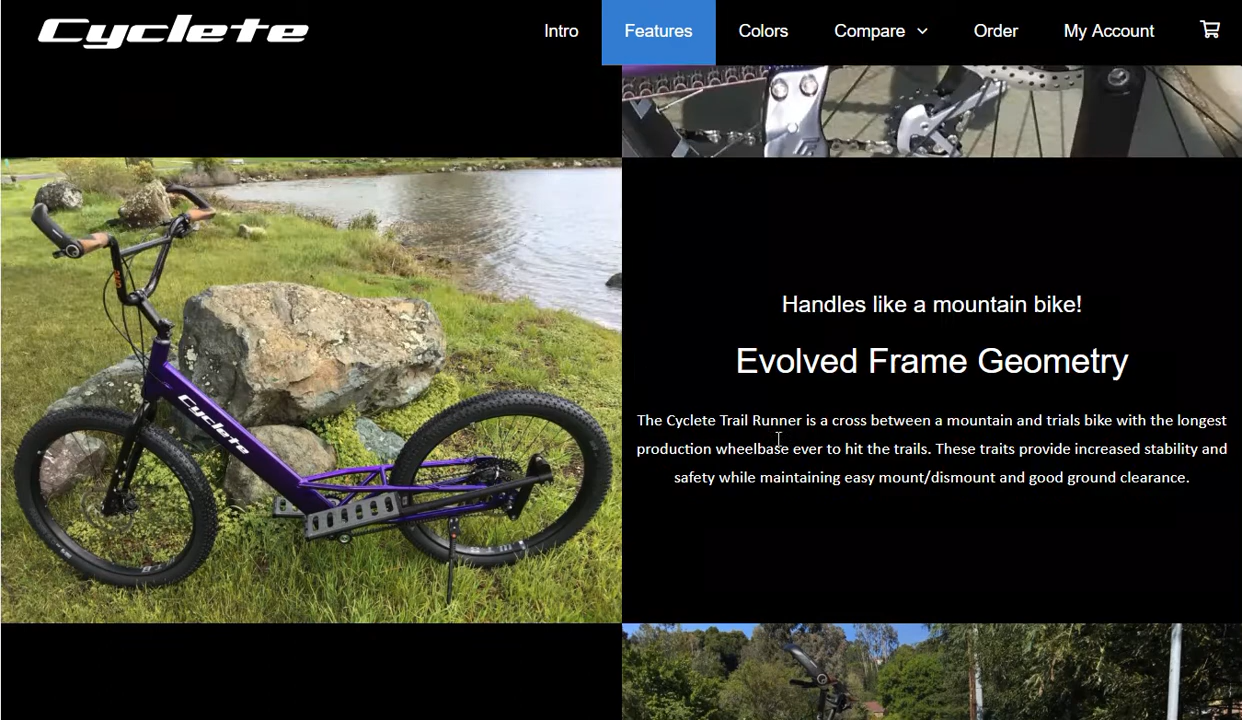 Cyclete
Intro
Features
Colors
Compare
Order
My Account
Cyclete
Handles like a mountain bike!
Evolved Frame Geometry
The Cyclete Trail Runner is a cross between a mountain and trials bike with the longest
production wheelbase ever to hit the trails. These traits provide increased stability and
safety while maintaining easy mount/dismount and good ground clearance.